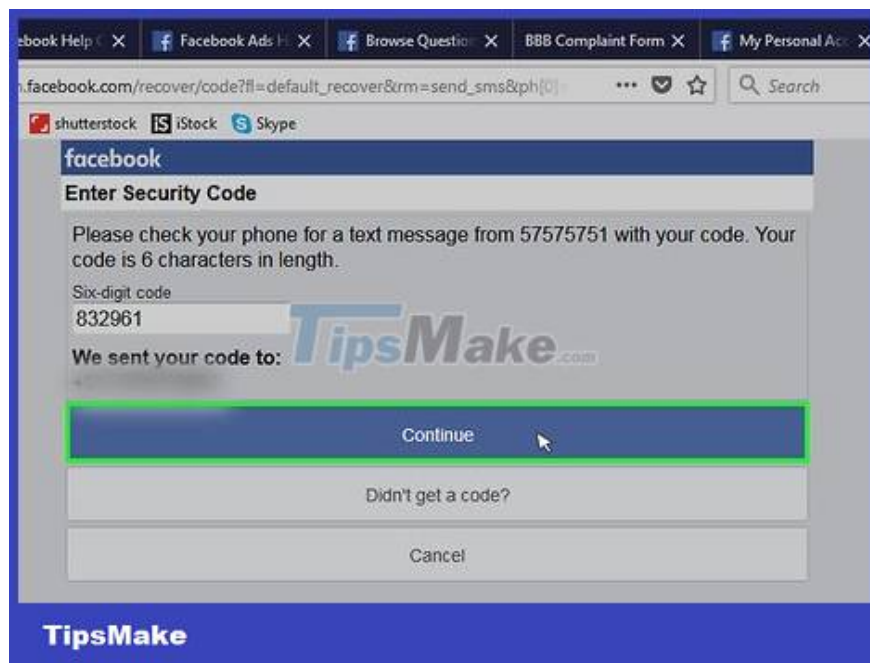 ebook Help C
Facebook Ads H
Browse Question
BBB Complaint Form
My Personal Acc
.facebook.com/recover/code?fl=default_recover&rm=send_sms&ph[0]=
Search
shutterstock iStock Skype
facebook
Enter Security Code
Please check your phone for a text message from 57575751 with your code. Your
code is 6 characters in length.
Six-digit code
832961
We sent your code to:
TipsMake.com
Continue
Didn't get a code?
Cancel
TipsMake